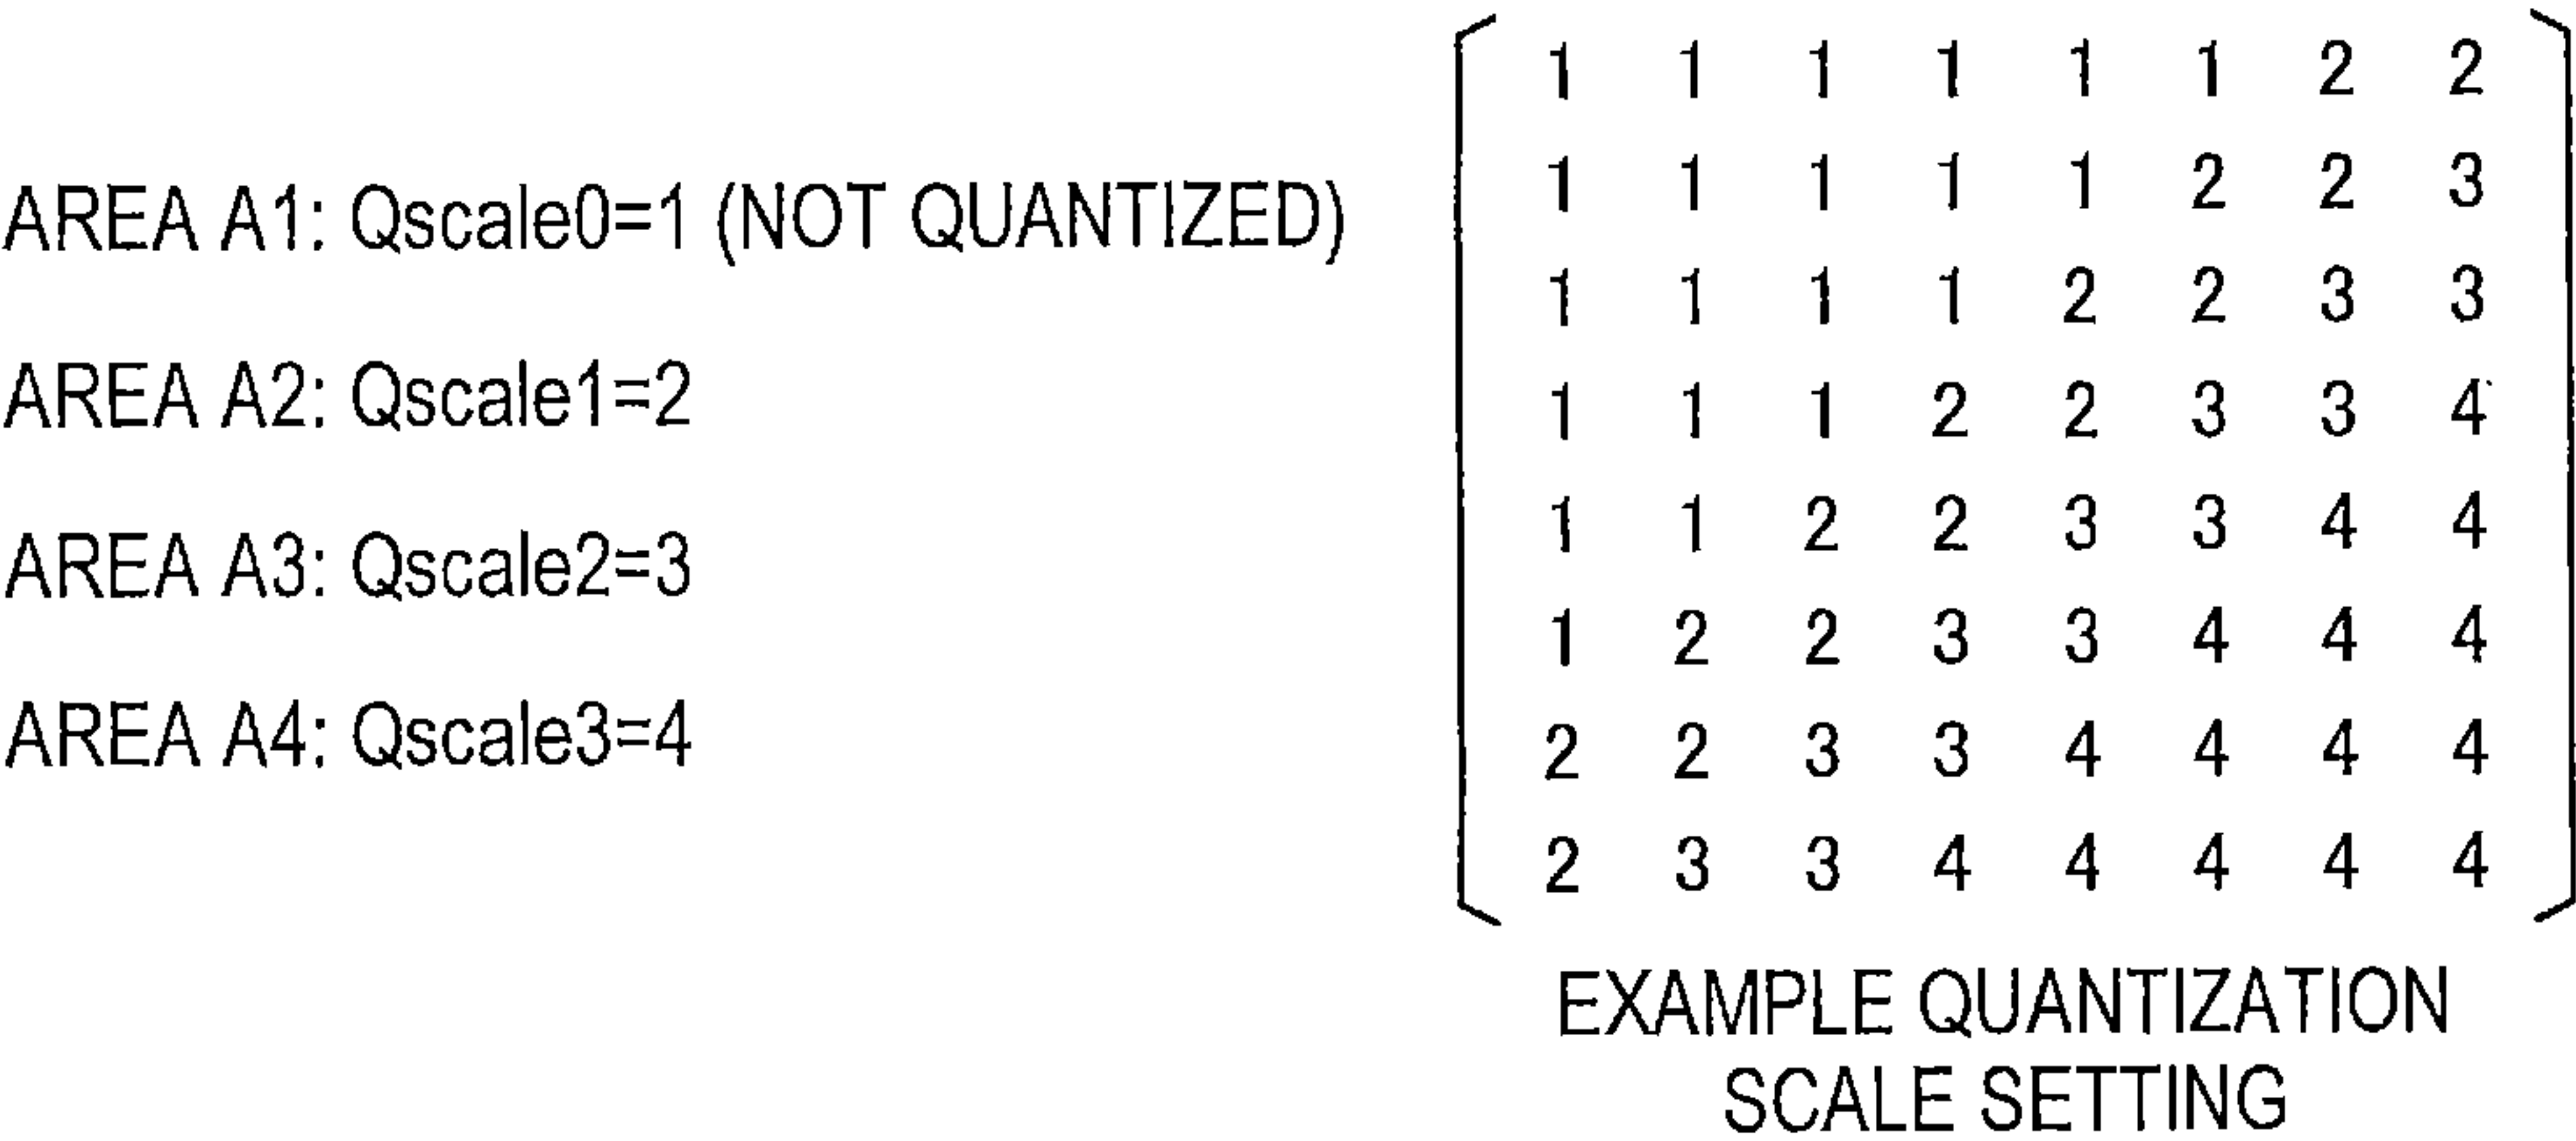 AREA A1: Qscale0=1 (NOT QUANTIZED)
AREA A2: Qscale1=2
AREA A3: Qscale2=3
AREA A4: Qscale3=4
1 1 1 1 1 1 2 2
1 1 1 1 1 2 2 3
1 1 1 1 2 2 3 3
1 1 1 2 2 3 3 4
1 1 2 2 3 3 4 4
1 2 2 3 3 4 4 4
2 2 3 3 4 4 4 4
2 3 3 4 4 4 4 4
EXAMPLE QUANTIZATION
SCALE SETTING